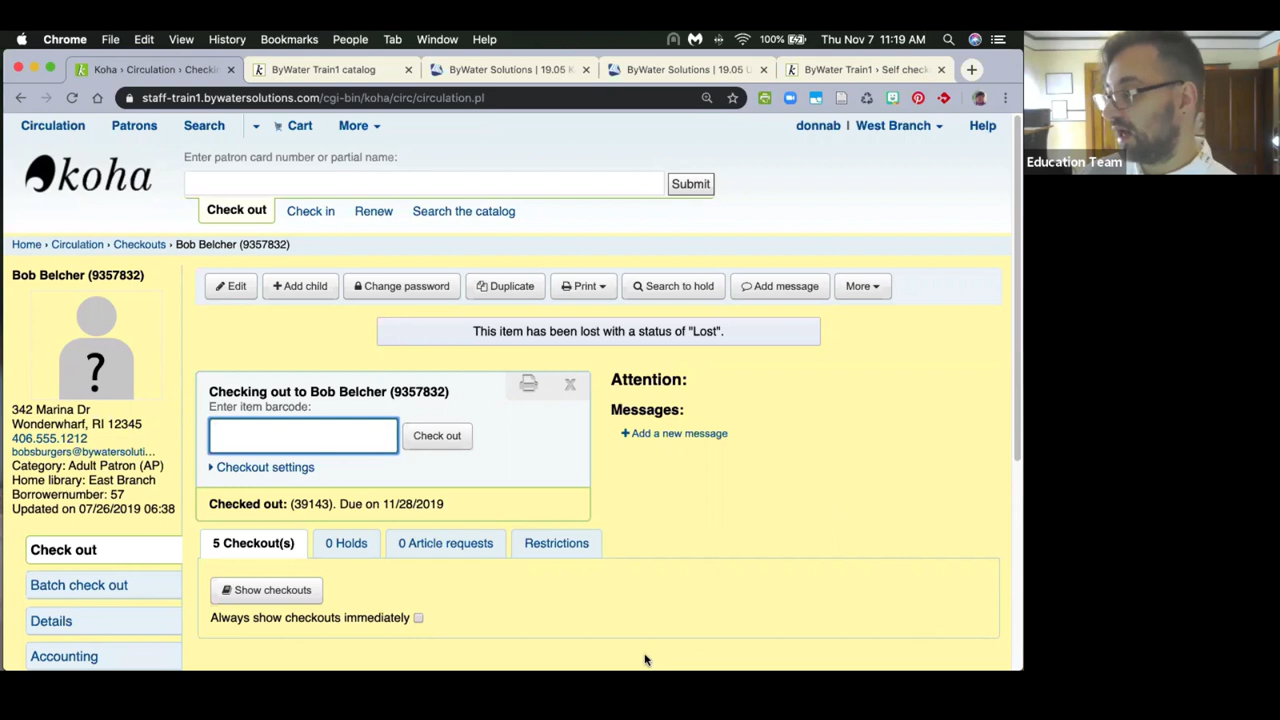 Chrome File Edit View History Bookmarks People Tab Window Help 100% Thu Nov 7 11:19 AM
Koha › Circulation › Checki ByWater Train1 catalog ByWater Solutions | 19.05 ByWater Solutions | 19.05 ByWater Train1 › Self check
staff-train1.bywatersolutions.com/cgi-bin/koha/circ/circulation.pl
Circulation Patrons Search Cart More donnab | West Branch Help
Enter patron card number or partial name:
koha
Submit
Check out Check in Renew Search the catalog
Education Team
Home › Circulation › Checkouts › Bob Belcher (9357832)
Bob Belcher (9357832)
?
342 Marina Dr
Wonderwharf, RI 12345
406.555.1212
bobsburgers@bywatersoluti...
Category: Adult Patron (AP)
Home library: East Branch
Borrowernumber: 57
Updated on 07/26/2019 06:38
Check out
Batch check out
Details
Accounting
Edit + Add child Change password Duplicate Print Search to hold Add message More
This item has been lost with a status of "Lost".
Checking out to Bob Belcher (9357832)
Enter item barcode:
Check out
Checkout settings
Checked out: (39143). Due on 11/28/2019
Attention:
Messages:
+ Add a new message
5 Checkout(s) 0 Holds 0 Article requests Restrictions
Show checkouts
Always show checkouts immediately